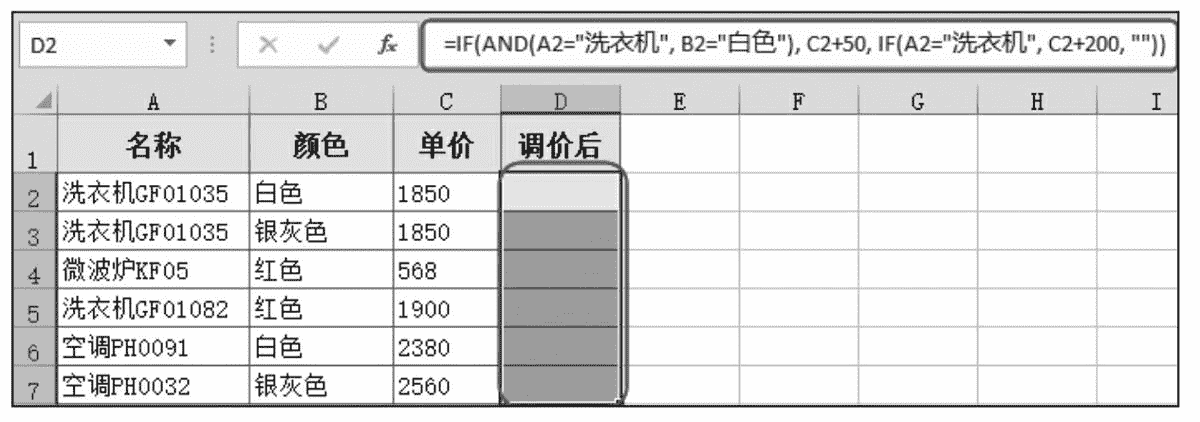 D2 fx =IF(AND(A2="洗衣机", B2="白色"), C2+50, IF(A2="洗衣机", C2+200, ""))
A B C D E F G H I
1 名称 颜色 单价 调价后
2 洗衣机GF01035 白色 1850
3 洗衣机GF01035 银灰色 1850
4 微波炉KF05 红色 568
5 洗衣机GF01082 红色 1900
6 空调PH0091 白色 2380
7 空调PH0032 银灰色 2560